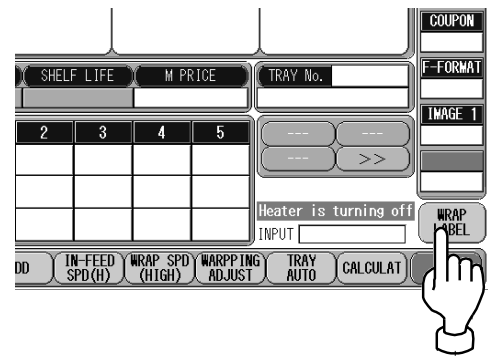 COUPON
F-FORMAT
SHELF LIFE M PRICE TRAY No.
IMAGE 1
2 3 4 5
--- ---
--- >>
Heater is turning off
INPUT
WRAP
LABEL
DD
IN-FEED
SPD(H)
WRAP SPD
(HIGH)
WARPPING
ADJUST
TRAY
AUTO
CALCULAT